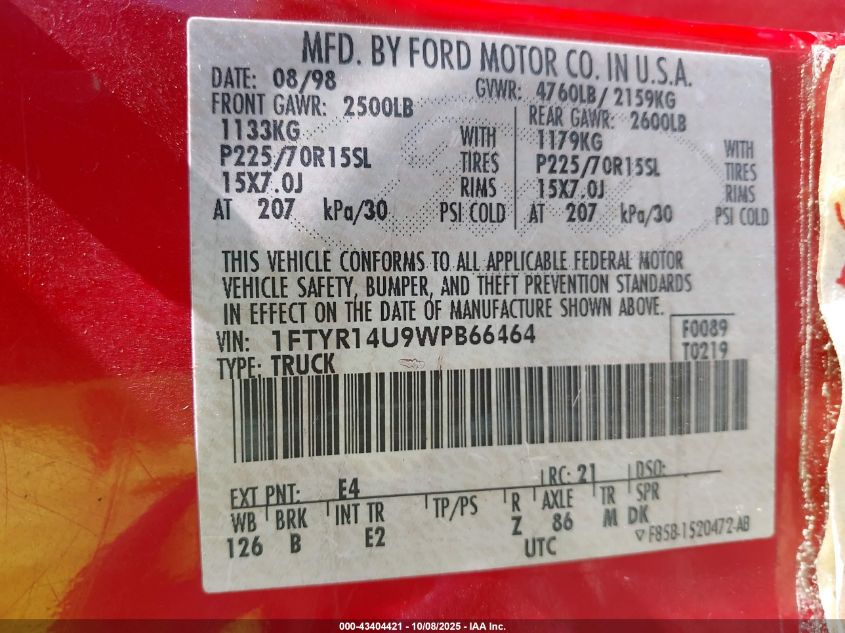 MFD. BY FORD MOTOR CO. IN U.S.A.
DATE: 08/98 GVWR: 4760LB/ 2159KG
FRONT GAWR: 2500LB REAR GAWR: 2600LB
1133KG WITH 1179KG WITH
P225/70R15SL TIRES P225/70R15SL TIRES
15X7.0J RIMS 15X7.0J RIMS
AT 207 kPa/30 PSI COLD AT 207 kPa/30 PSI COLD
THIS VEHICLE CONFORMS TO ALL APPLICABLE FEDERAL MOTOR
VEHICLE SAFETY, BUMPER, AND THEFT PREVENTION STANDARDS
IN EFFECT ON THE DATE OF MANUFACTURE SHOWN ABOVE.
VIN: 1FTYR14U9WPB66464 F0089
TYPE: TRUCK T0219
EXT PNT: E4 RC: 21 DSO:
WB BRK INT TR TP/PS R AXLE TR SPR
126 B E2 Z 86 M DK
UTC ▽F85B-1520472-AB
000-43404421 - 10/08/2025 - IAA Inc.